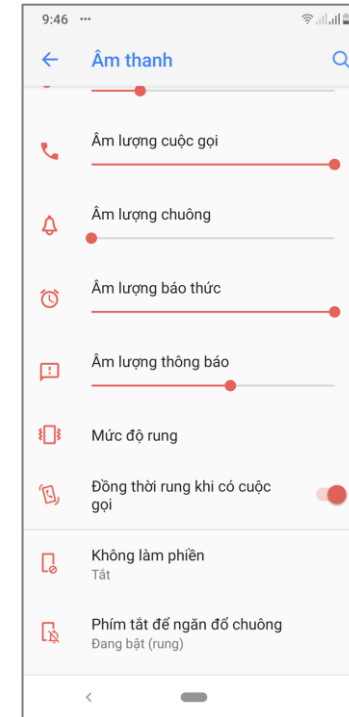 9:46 ···
Âm thanh
Âm lượng cuộc gọi
Âm lượng chuông
Âm lượng báo thức
Âm lượng thông báo
Mức độ rung
Đồng thời rung khi có cuộc
gọi
Không làm phiền
Tắt
Phím tắt để ngăn đổ chuông
Đang bật (rung)